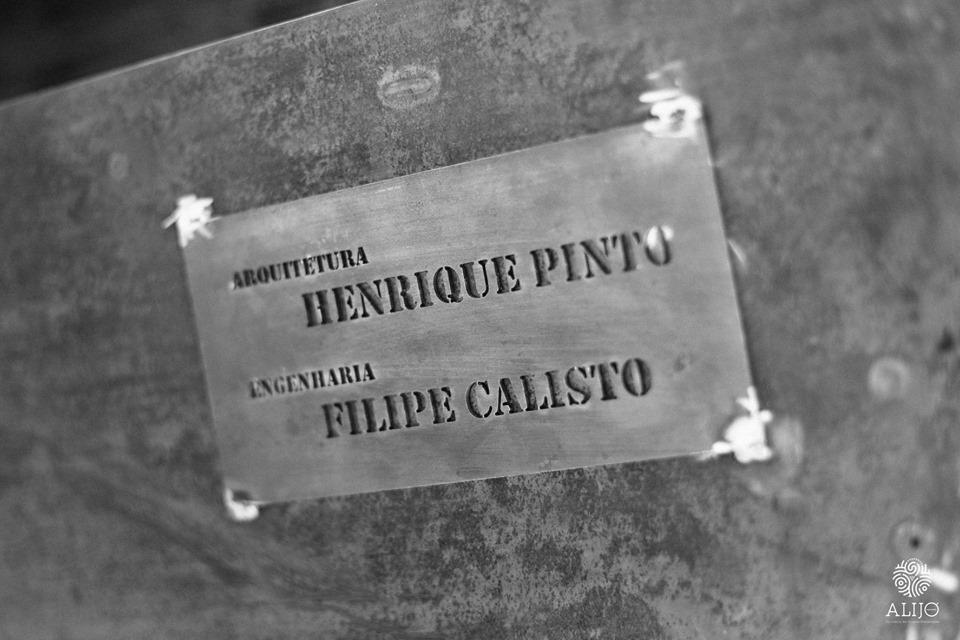 ARQUITETURA
HENRIQUE PINTO
ENGENHARIA
FILIPE CALISTO
ALIJÓ